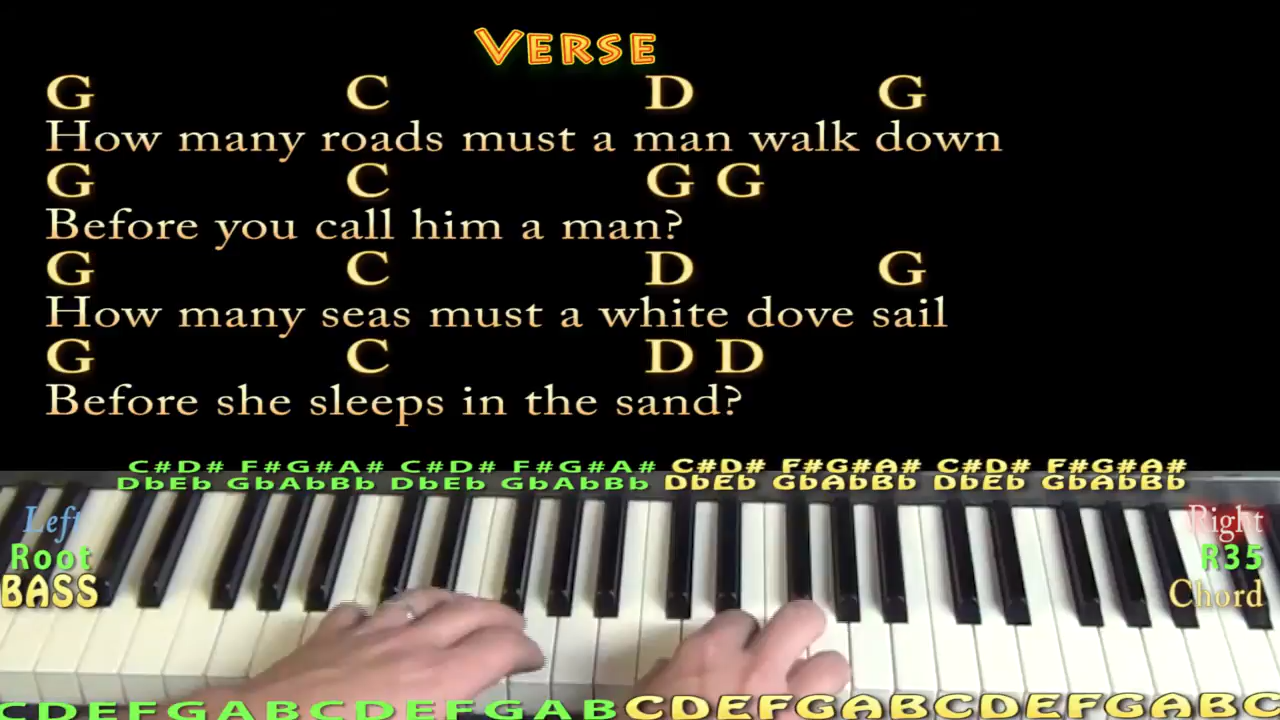 VERSE
G C D G
How many roads must a man walk down
G C G G
Before you call him a man?
G C D G
How many seas must a white dove sail
G C D D
Before she sleeps in the sand?
C#D# F#G#A# C#D# F#G#A# C#D# F#G#A# C#D# F#G#A#
DbEb GbAbBb DbEb GbAbBb DbEb GbAbBb DbEb GbAbBb
Left Right
Root R35
BASS Chord
CDEFGABCDEFGAB CDEFGABCDEFGABC